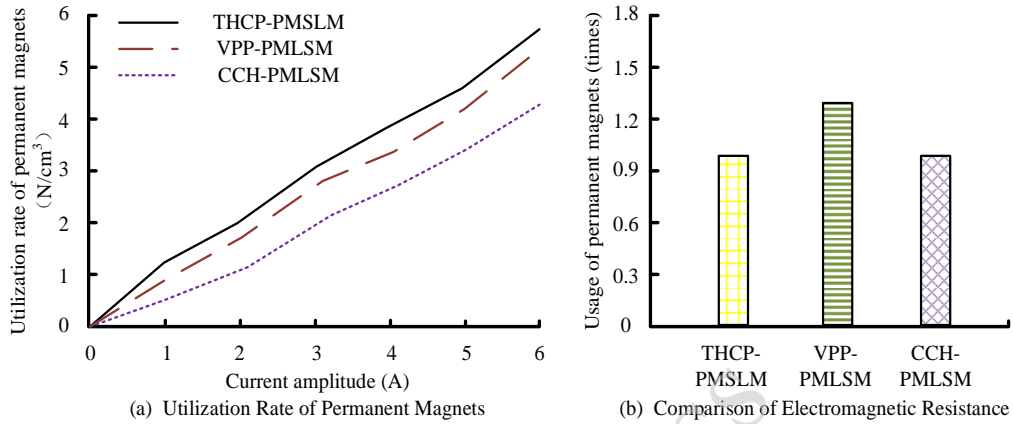 Utilization rate of permanent magnets
（N/cm³）
6
5
4
3
2
1
0
THCP-PMSLM
VPP-PMLSM
CCH-PMLSM
0 1 2 3 4 5 6
Current amplitude (A)
(a) Utilization Rate of Permanent Magnets
Usage of permanent magnets (times)
1.8
1.5
1.2
0.9
0.6
0.3
0
THCP-
PMSLM
VPP-
PMLSM
CCH-
PMLSM
(b) Comparison of Electromagnetic Resistance